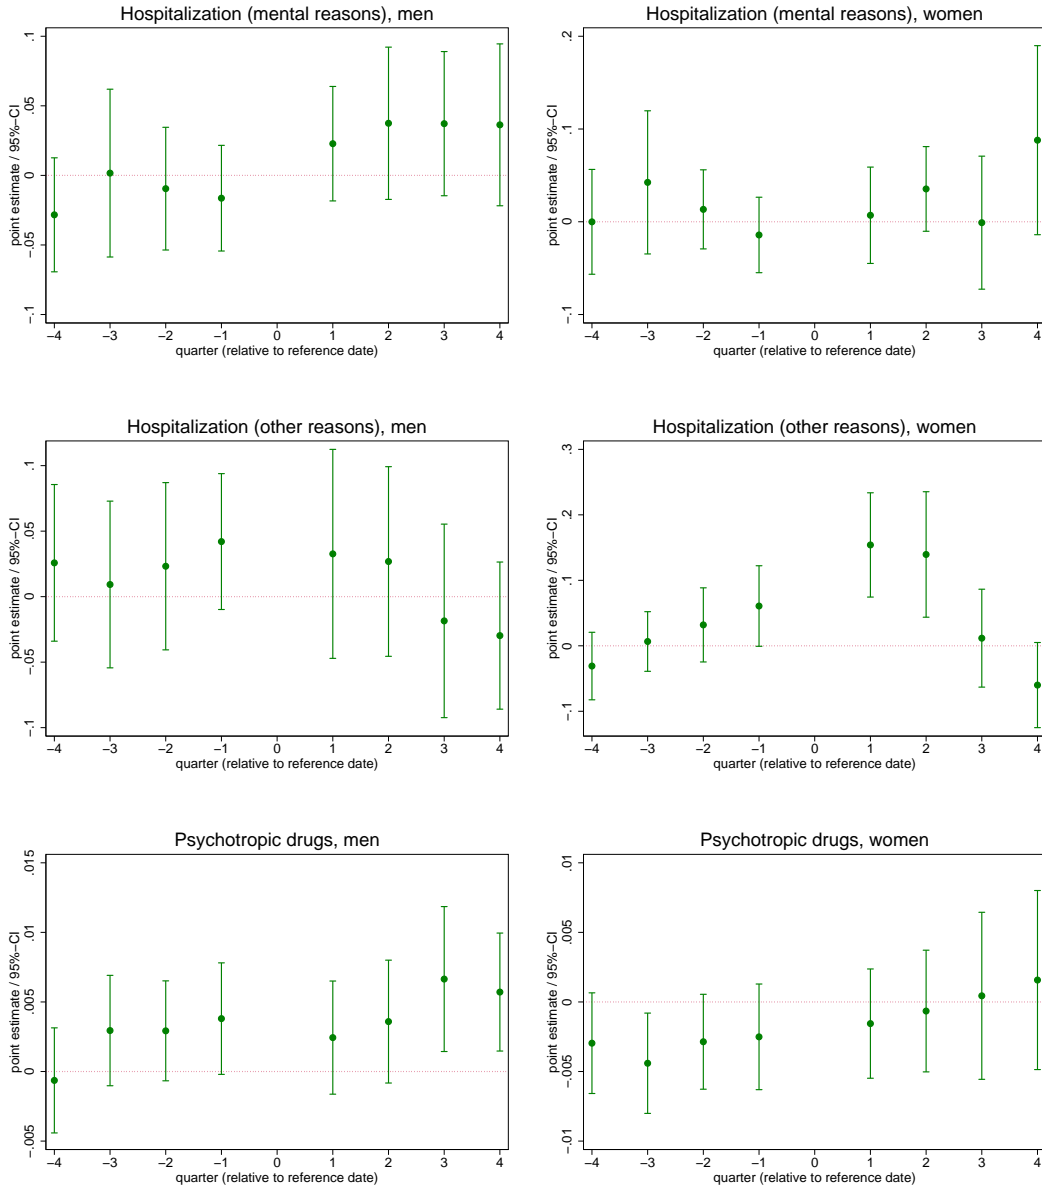 Hospitalization (mental reasons), men
point estimate / 95%−CI
.1
.05
0
−.05
−.1
−4 −3 −2 −1 0 1 2 3 4
quarter (relative to reference date)
Hospitalization (mental reasons), women
point estimate / 95%−CI
.2
.1
0
−.1
−4 −3 −2 −1 0 1 2 3 4
quarter (relative to reference date)
Hospitalization (other reasons), men
point estimate / 95%−CI
.1
.05
0
−.05
−.1
−4 −3 −2 −1 0 1 2 3 4
quarter (relative to reference date)
Hospitalization (other reasons), women
point estimate / 95%−CI
.3
.2
.1
0
−.1
−4 −3 −2 −1 0 1 2 3 4
quarter (relative to reference date)
Psychotropic drugs, men
point estimate / 95%−CI
.015
.01
.005
0
−.005
−4 −3 −2 −1 0 1 2 3 4
quarter (relative to reference date)
Psychotropic drugs, women
point estimate / 95%−CI
.01
.005
0
−.005
−.01
−4 −3 −2 −1 0 1 2 3 4
quarter (relative to reference date)